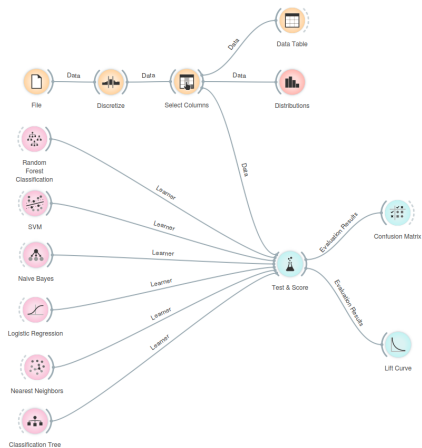 Data Table
Data
File
Data
Discretize
Data
Select Columns
Data
Distributions
Data
Random
Forest
Classification
Learner
SVM
Learner
Naive Bayes
Learner
Logistic Regression
Learner
Nearest Neighbors
Learner
Classification Tree
Test & Score
Evaluation Results
Confusion Matrix
Evaluation Results
Lift Curve